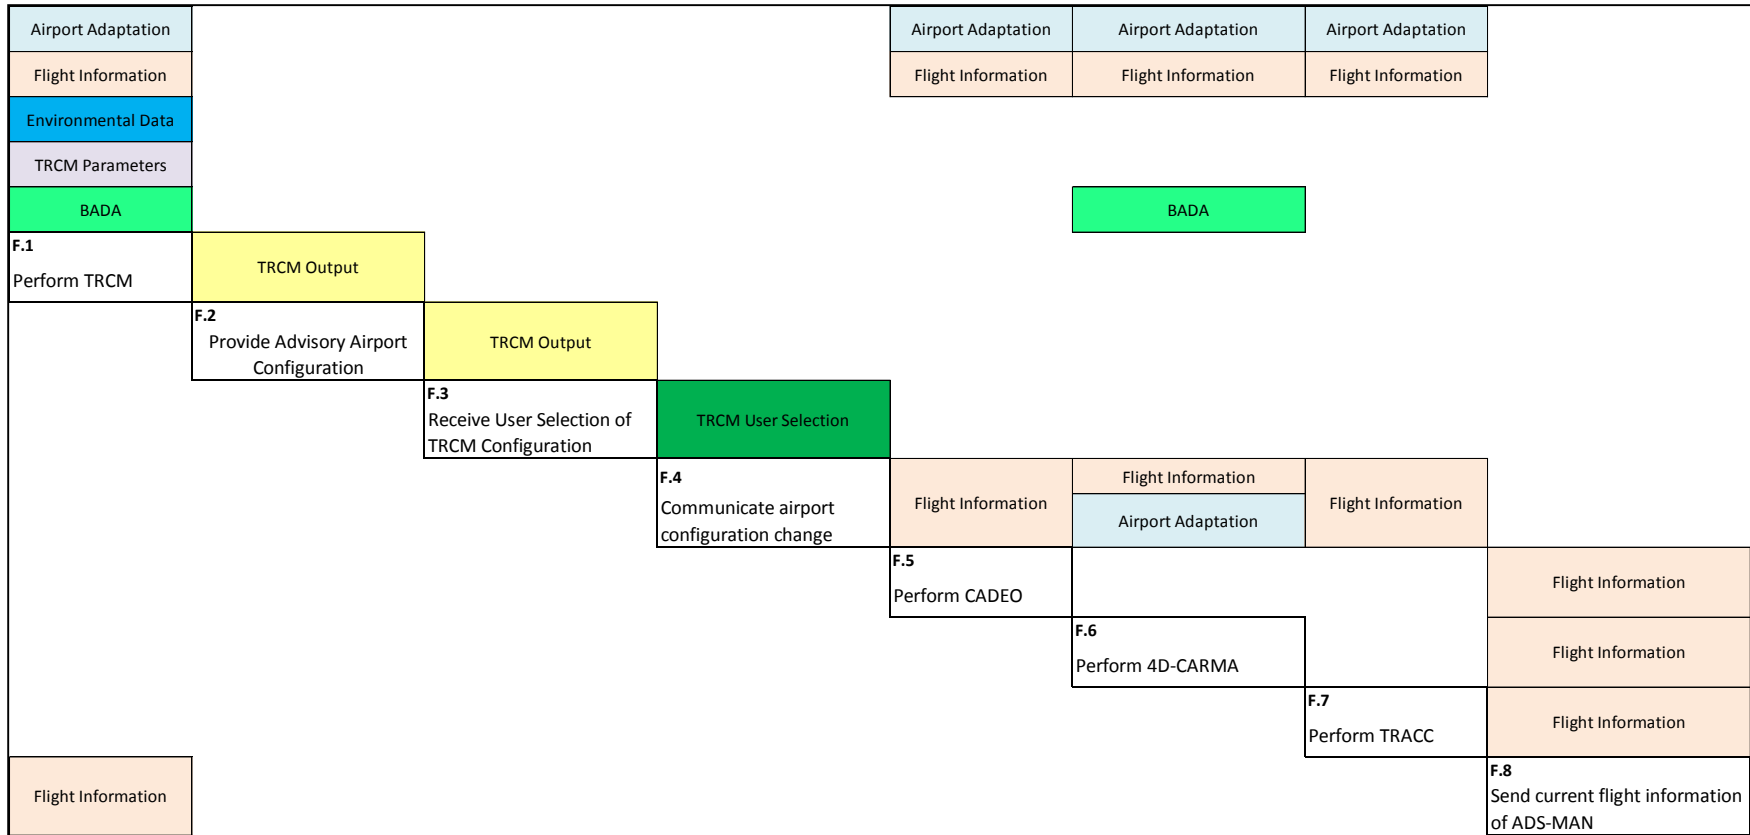 Airport Adaptation
Airport Adaptation
Airport Adaptation
Airport Adaptation
Flight Information
Flight Information
Flight Information
Flight Information
Environmental Data
TRCM Parameters
BADA
BADA
F.1
Perform TRCM
TRCM Output
F.2
Provide Advisory Airport
Configuration
TRCM Output
F.3
Receive User Selection of
TRCM Configuration
TRCM User Selection
F.4
Communicate airport
configuration change
Flight Information
Flight Information
Airport Adaptation
Flight Information
F.5
Perform CADEO
Flight Information
F.6
Perform 4D-CARMA
Flight Information
F.7
Perform TRACC
Flight Information
Flight Information
F.8
Send current flight information
of ADS-MAN